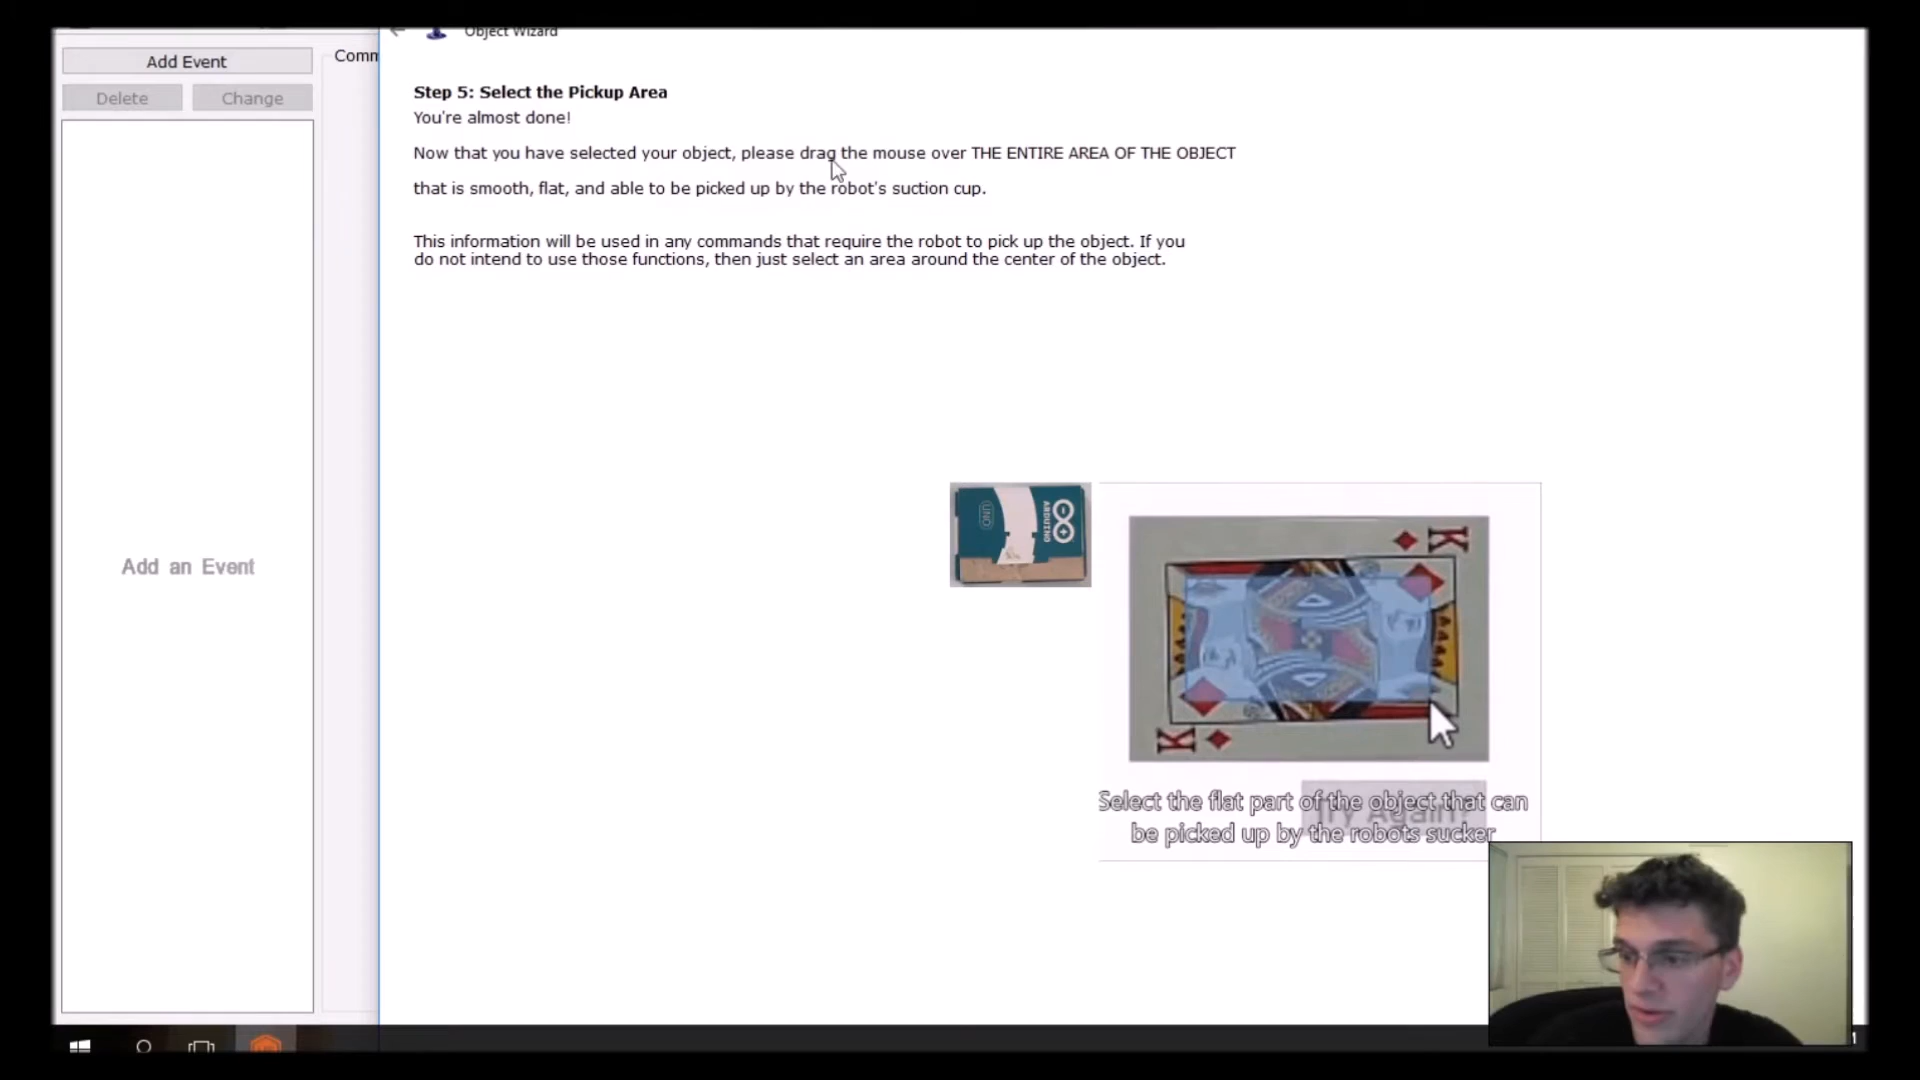 Object Wizard
Add Event
Comm
Delete
Change
Step 5: Select the Pickup Area
You're almost done!
Now that you have selected your object, please drag the mouse over THE ENTIRE AREA OF THE OBJECT
that is smooth, flat, and able to be picked up by the robot's suction cup.
This information will be used in any commands that require the robot to pick up the object. If you
do not intend to use those functions, then just select an area around the center of the object.
UNO
ARDUINO
K
K
Add an Event
Try Again?
Select the flat part of the object that can
be picked up by the robots sucker